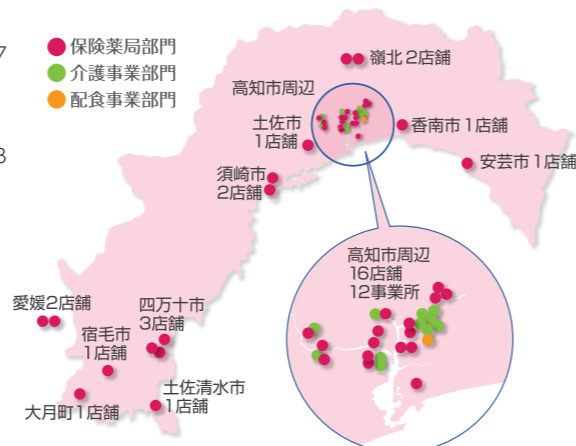 7
3
保険薬局部門
介護事業部門
配食事業部門
嶺北 2店舗
高知市周辺
土佐市
1店舗
香南市 1店舗
安芸市 1店舗
須崎市
2店舗
高知市周辺
16店舗
12事業所
愛媛2店舗
四万十市
3店舗
宿毛市
1店舗
大月町 1店舗
土佐清水市
1店舗